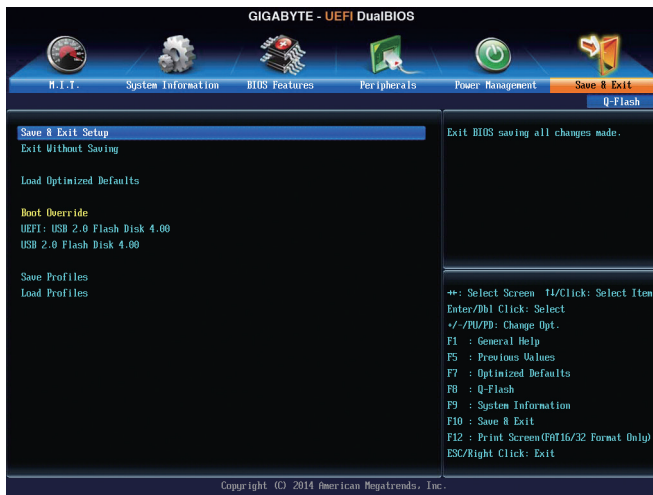 GIGABYTE - UEFI DualBIOS
M.I.T.
System Information
BIOS Features
Peripherals
Power Management
Save & Exit
Q-Flash
Save & Exit Setup
Exit Without Saving
Load Optimized Defaults
Boot Override
UEFI: USB 2.0 Flash Disk 4.00
USB 2.0 Flash Disk 4.00
Save Profiles
Load Profiles
Exit BIOS saving all changes made.
→←: Select Screen ↑↓/Click: Select Item
Enter/Dbl Click: Select
+/-/PU/PD: Change Opt.
F1 : General Help
F5 : Previous Values
F7 : Optimized Defaults
F8 : Q-Flash
F9 : System Information
F10 : Save & Exit
F12 : Print Screen(FAT16/32 Format Only)
ESC/Right Click: Exit
Copyright (C) 2014 American Megatrends, Inc.